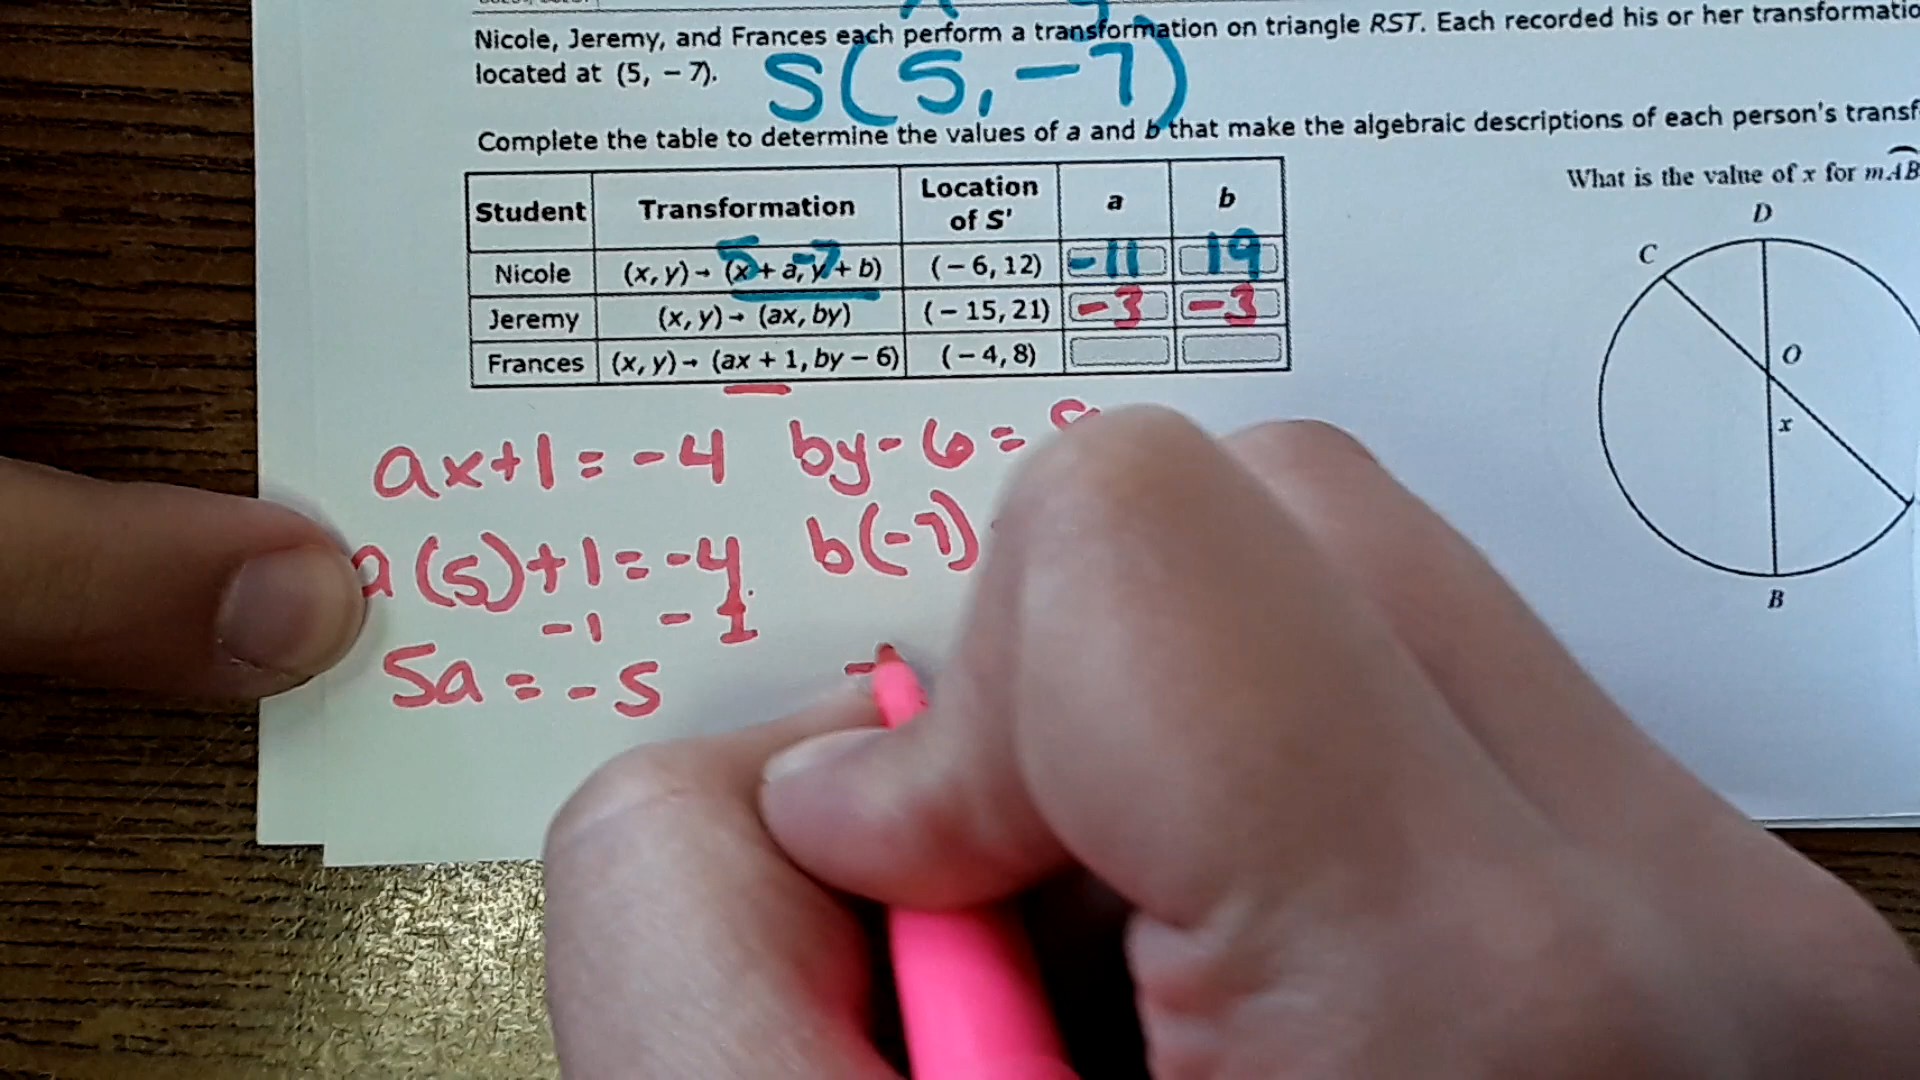 Nicole, Jeremy, and Frances each perform a transformation on triangle RST. Each recorded his or her transformatio
located at (5, − 7).
S(5, -7)
Complete the table to determine the values of a and b that make the algebraic descriptions of each person's transf
Student Transformation Location of S' a b
Nicole (x, y) → (x + a, y + b) (− 6, 12) -11 19
5 -7
Jeremy (x, y) → (ax, by) (− 15, 21) -3 -3
Frances (x, y) → (ax + 1, by − 6) (− 4, 8)
ax+1 = -4 by-6 =
a(5)+1 = -4 b(-7)
-1 -1
5a = -5 -
What is the value of x for mAB
D
C
O
x
B